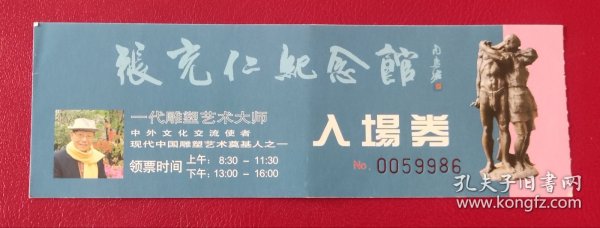 張充仁紀念館
一代雕塑艺术大师
中外文化交流使者
现代中国雕塑艺术奠基人之一
领票时间 上午: 8:30 - 11:30
下午: 13:00 - 16:00
入場券
No. 0059986
孔夫子旧书网
www.kongfz.com